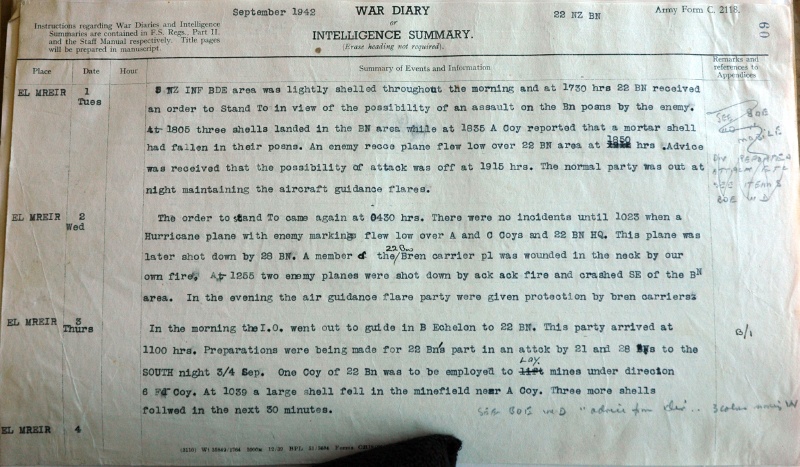 September 1942
WAR DIARY
or
INTELLIGENCE SUMMARY.
(Erase heading not required).
22 NZ BN
Army Form C. 2118.
60
Instructions regarding War Diaries and Intelligence
Summaries are contained in F.S. Regs., Part II.
and the Staff Manual respectively. Title pages
will be prepared in manuscript.
Place Date Hour Summary of Events and Information
Remarks and
references to
Appendices
EL MREIR 1
Tues
5 NZ INF BDE area was lightly shelled throughout the morning and at 1730 hrs 22 BN received
an order to Stand To in view of the possibility of an assault on the Bn posns by the enemy.
At 1805 three shells landed in the BN area while at 1835 A Coy reported that a mortar shell
had fallen in their posns. An enemy recce plane flew low over 22 BN area at 1850 hrs .Advice
was received that the possibility of attack was off at 1915 hrs. The normal party was out at
night maintaining the aircraft guidance flares.
SEE BDE
DIV REPORTED
SEE
BDE W D
EL MREIR 2
Wed
The order to Stand To came again at 0430 hrs. There were no incidents until 1023 when a
Hurricane plane with enemy markings flew low over A and C Coys and 22 BN HQ. This plane was
later shot down by 28 BN. A member of the 22 Bn Bren carrier pl was wounded in the neck by our
own fire. At 1255 two enemy planes were shot down by ack ack fire and crashed SE of the BN
area. In the evening the air guidance flare party were given protection by bren carriers.
EL MREIR 3
Thurs
In the morning the I.O. went out to guide in B Echelon to 22 BN. This party arrived at
1100 hrs. Preparations were being made for 22 Bn's part in an attck by 21 and 28 BNs to the
SOUTH night 3/4 Sep. One Coy of 22 Bn was to be employed to lift Lay mines under direcion
6 Fd Coy. At 1039 a large shell fell in the minefield near A Coy. Three more shells
follwed in the next 30 minutes.
B/1
SEE BDE W D "advice from Div"..
EL MREIR 4